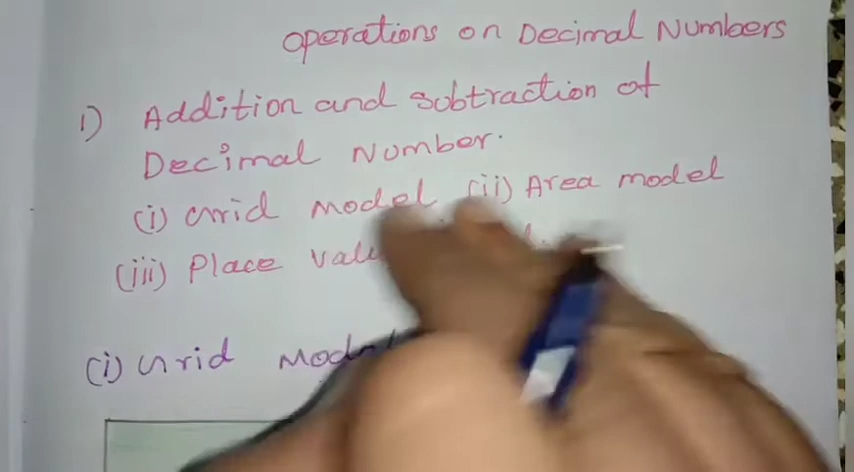 Operations on Decimal Numbers
1) Addition and subtraction of
Decimal Number.
(i) Grid Model (ii) Area model
(iii) Place
(i) Grid Model